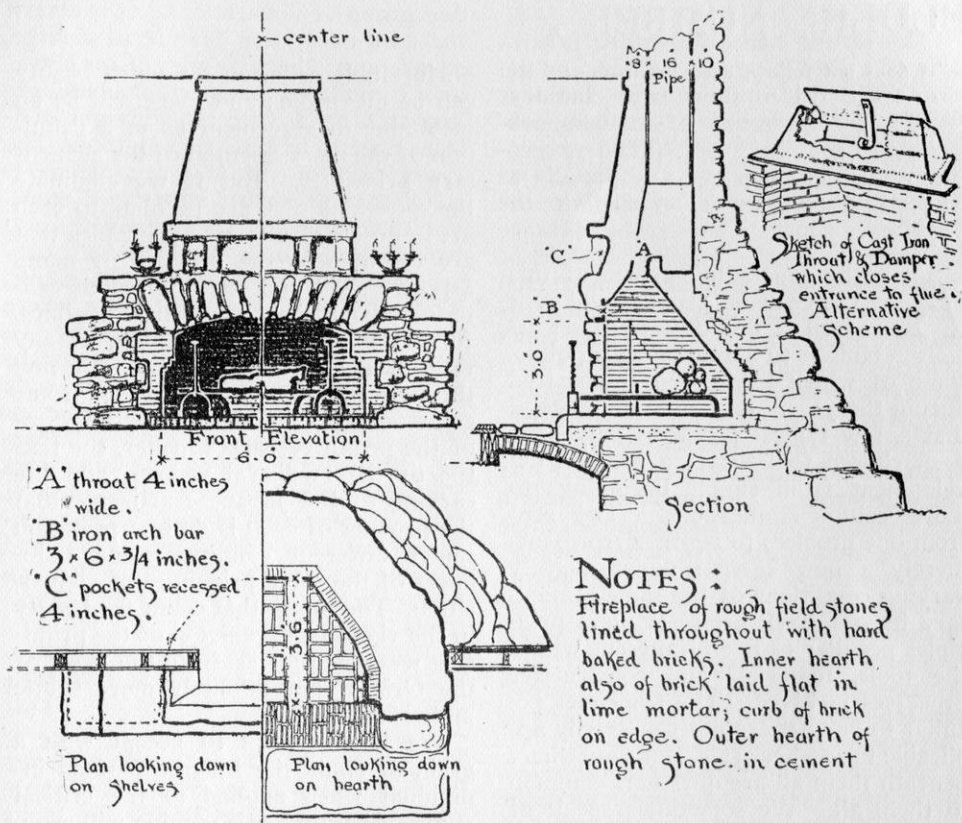 center line
8 16 10
Pipe
A
C
B
3·0
Sketch of Cast Iron
Throat & Damper
which closes
entrance to flue.
Alternative
Scheme
Front Elevation
6·0
Section
"A" throat 4 inches
wide.
"B" iron arch bar
3·6·3/4 inches.
"C" pockets recessed
4 inches.
3·6
Plan looking down
on shelves
Plan looking down
on hearth
NOTES:
Fireplace of rough field stones
lined throughout with hard
baked bricks. Inner hearth
also of brick laid flat in
lime mortar; curb of brick
on edge. Outer hearth of
rough stone in cement